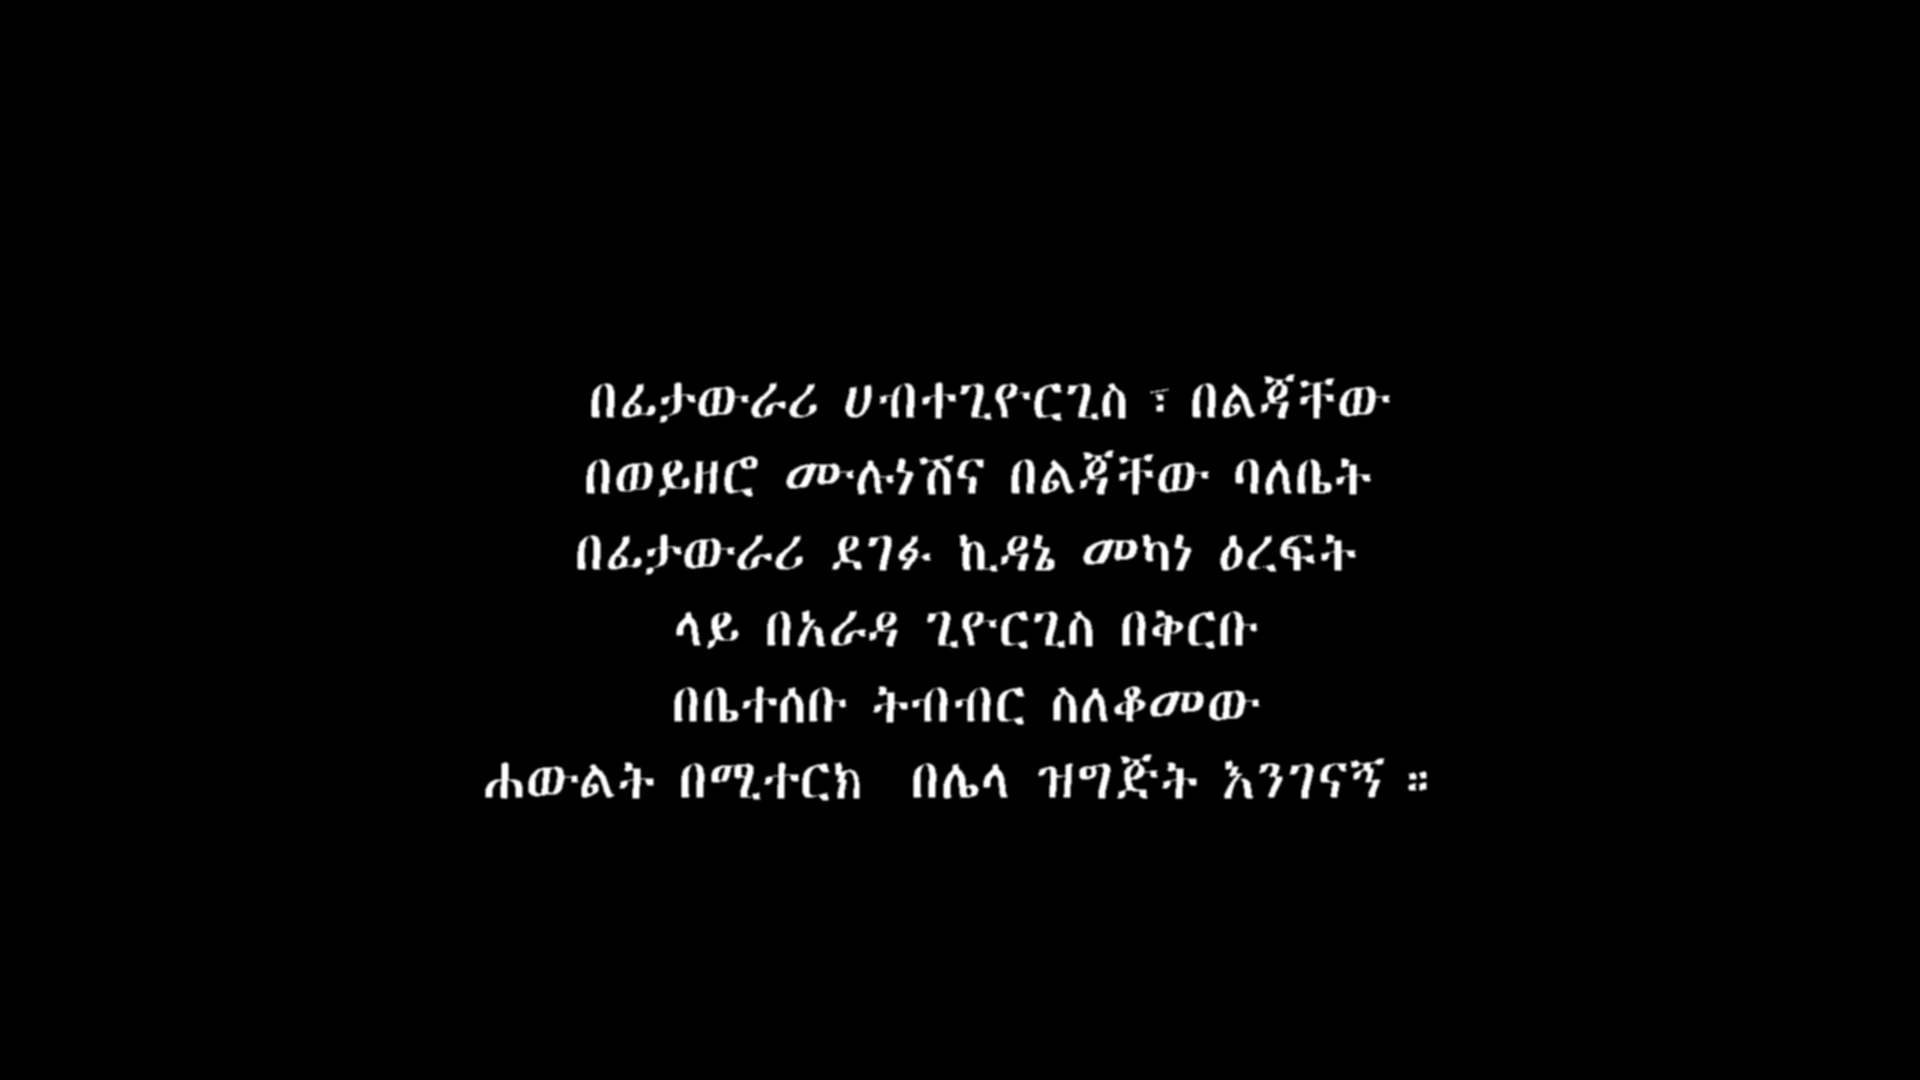 በፊታውራሪ ሀብተጊዮርጊስ ፣ በልጃቸው
በወይዘሮ ሙሉነሽና በልጃቸው ባለቤት
በፊታውራሪ ደገፉ ኪዳኔ መካነ ዕረፍት
ላይ በአራዳ ጊዮርጊስ በቅርቡ
በቤተሰቡ ትብብር ስለቆመው
ሐውልት በሚተርክ በሌላ ዝግጅት እንገናኝ ።